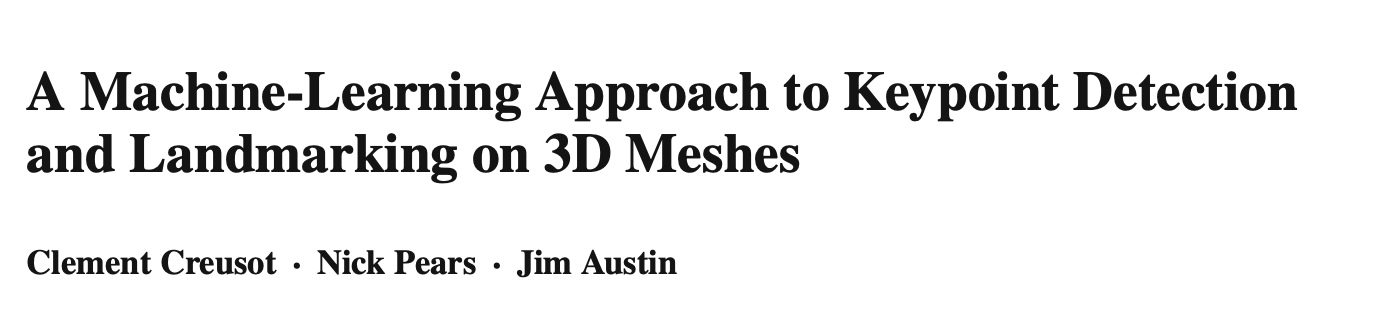 A Machine-Learning Approach to Keypoint Detection
and Landmarking on 3D Meshes
Clement Creusot · Nick Pears · Jim Austin